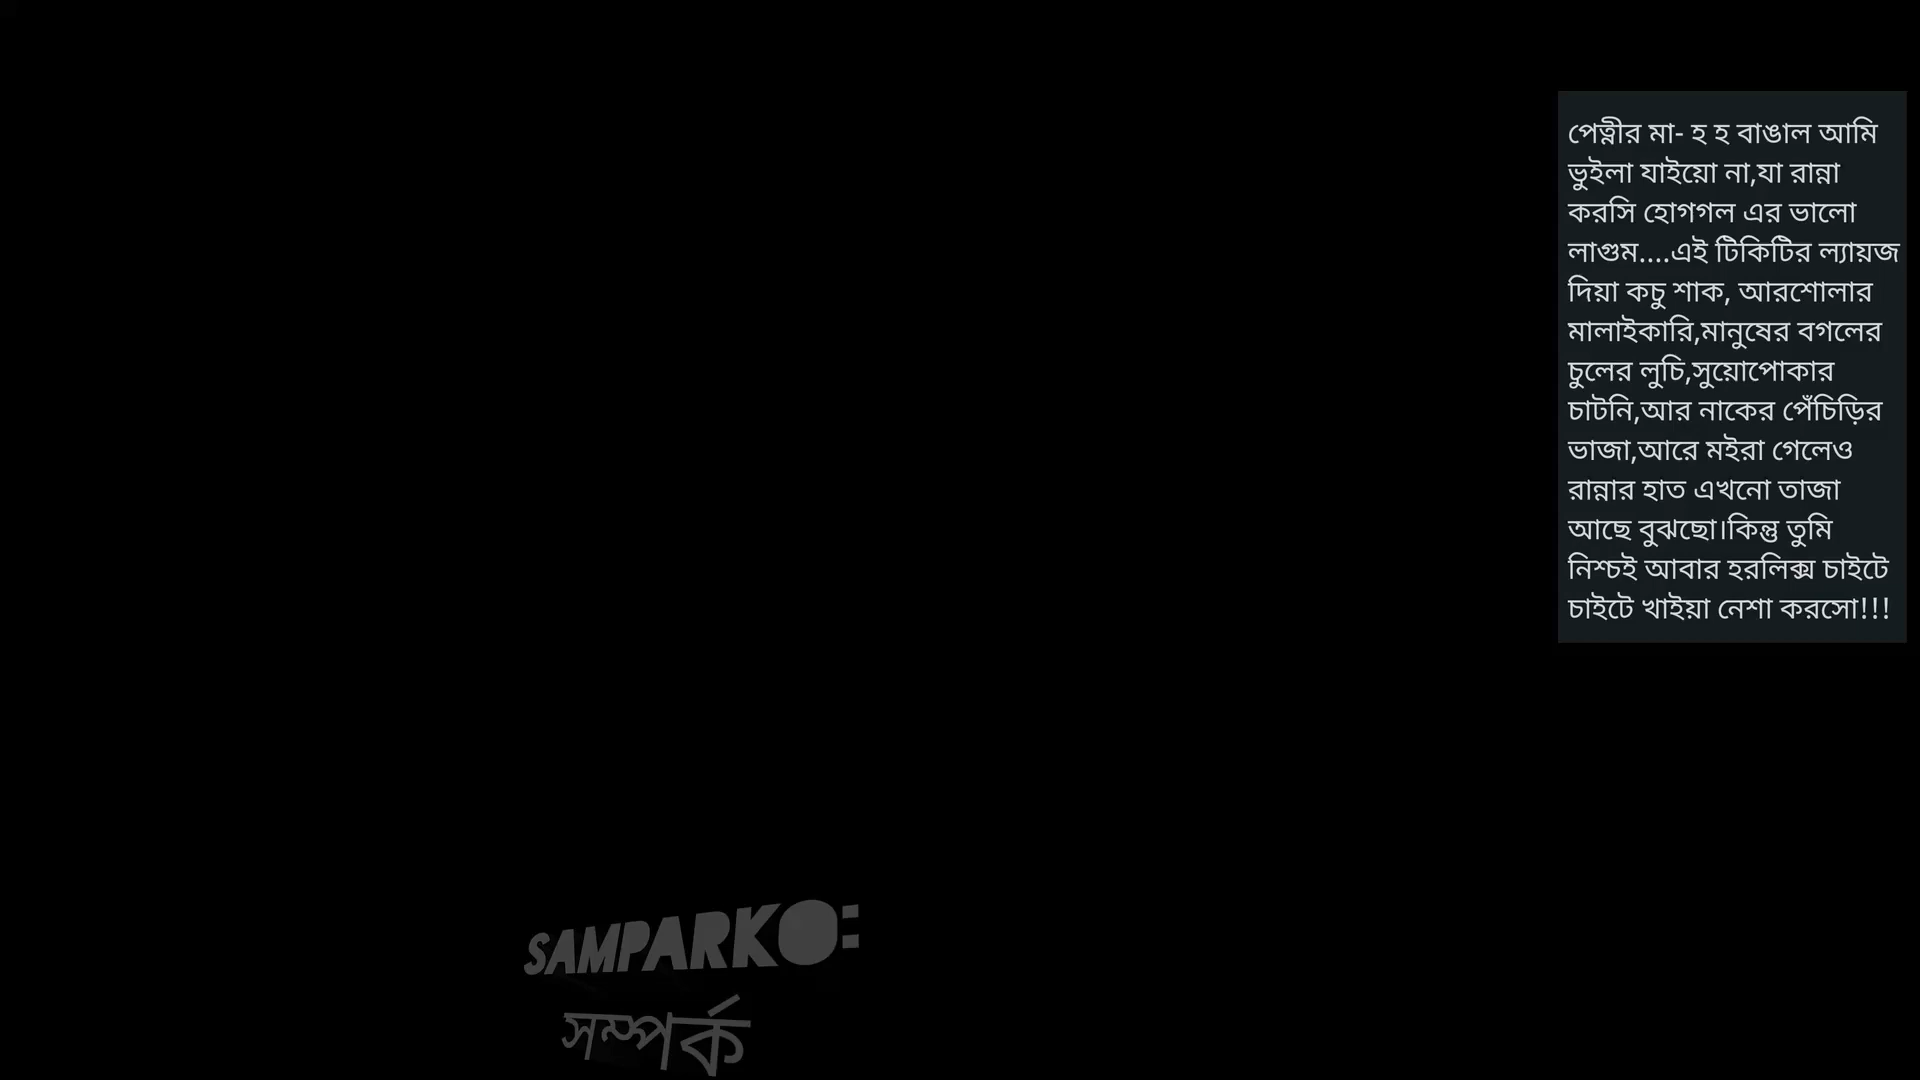 পেত্নীর মা- হ হ বাঙাল আমি
ভুইলা যাইয়ো না,যা রান্না
করসি হোগগল এর ভালো
লাগুম....এই টিকিটির ল্যায়জ
দিয়া কচু শাক, আরশোলার
মালাইকারি,মানুষের বগলের
চুলের লুচি,সুয়োপোকার
চাটনি,আর নাকের পেঁচিড়ির
ভাজা,আরে মইরা গেলেও
রান্নার হাত এখনো তাজা
আছে বুঝছো।কিন্তু তুমি
নিশ্চই আবার হরলিক্স চাইটে
চাইটে খাইয়া নেশা করসো!!!
SAMPARKO:
সম্পর্ক